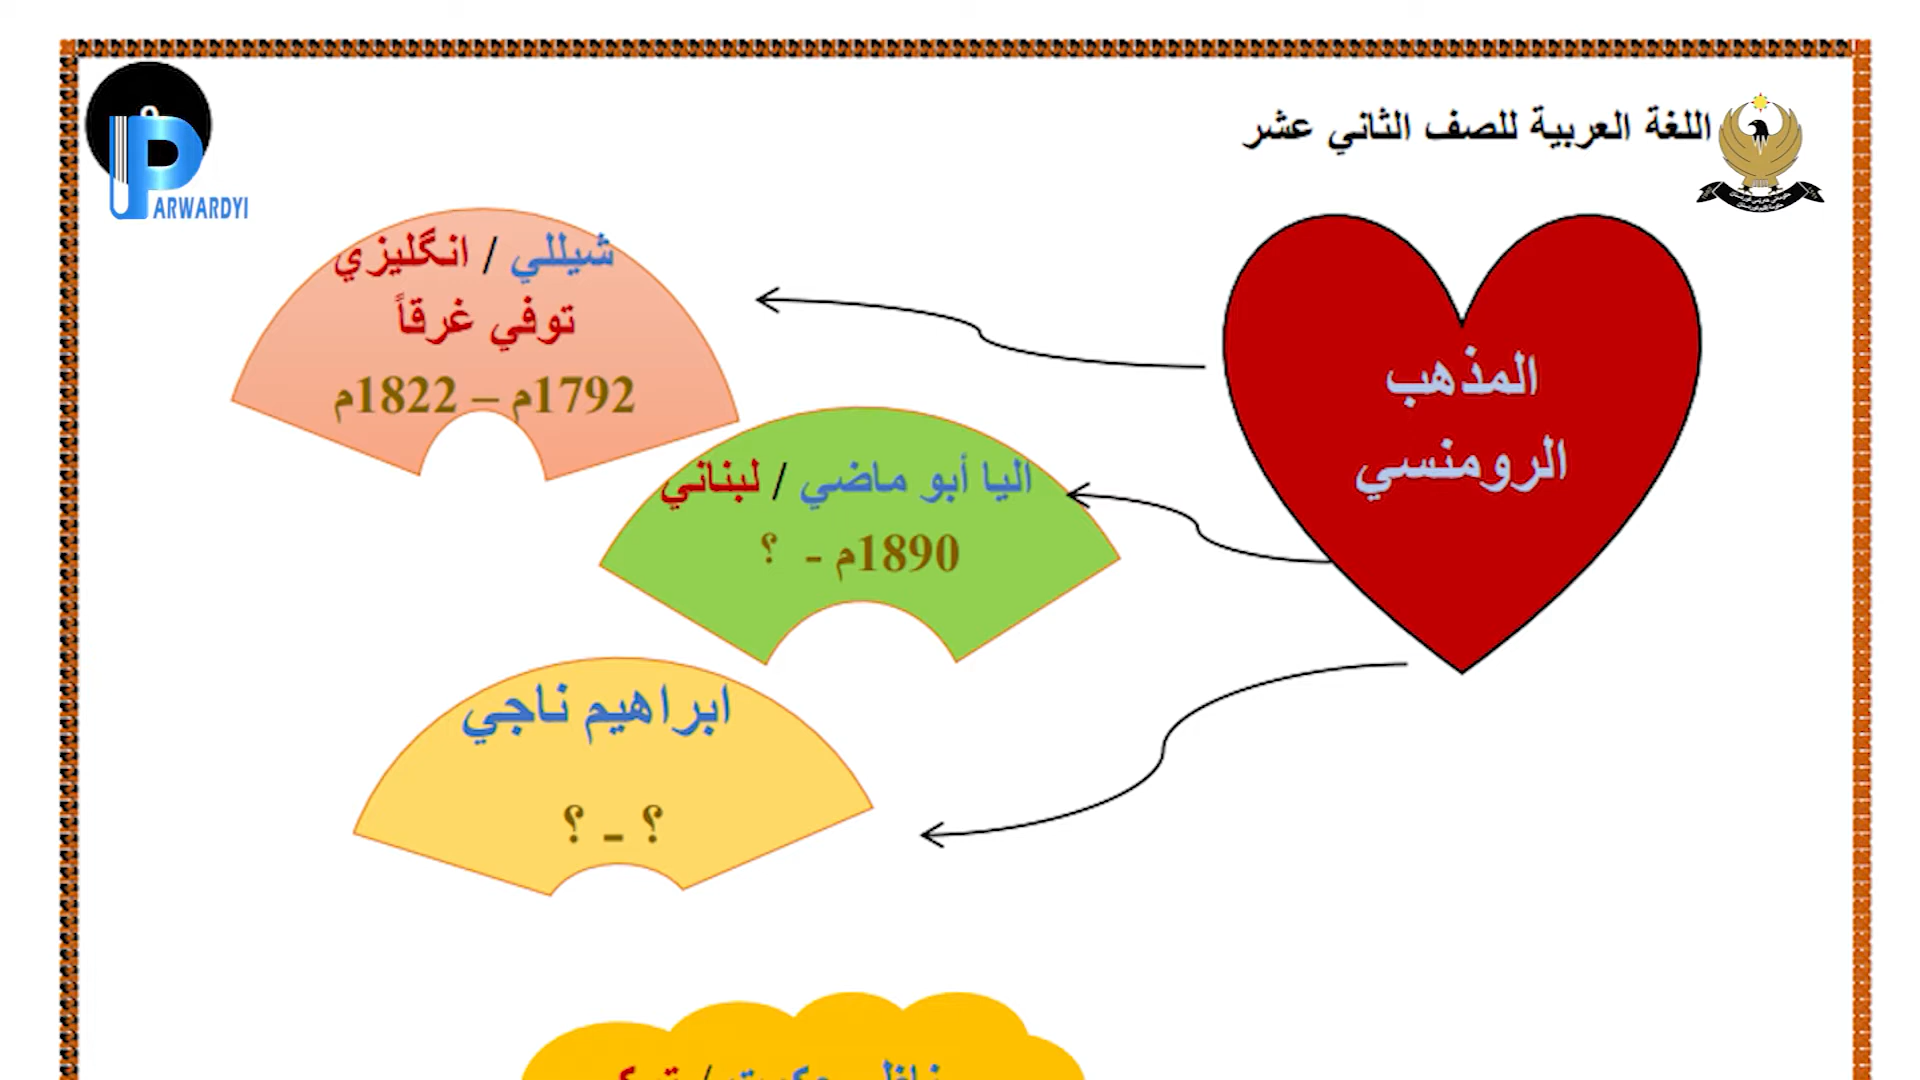 اللغة العربية للصف الثاني عشر
PARWARDYI
المذهب
الرومنسي
شيللي / انگليزي
توفي غرقاً
1792م – 1822م
اليا أبو ماضي / لبناني
1890م - ؟
ابراهيم ناجي
؟ - ؟